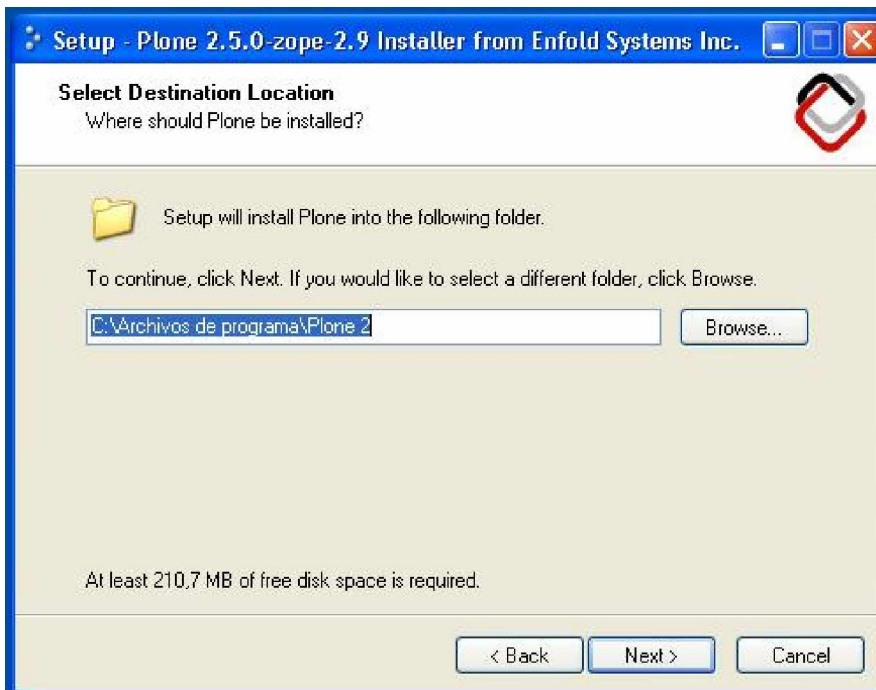 Setup - Plone 2.5.0-zope-2.9 Installer from Enfold Systems Inc.
Select Destination Location
Where should Plone be installed?
Setup will install Plone into the following folder.
To continue, click Next. If you would like to select a different folder, click Browse.
C:\Archivos de programa\Plone 2
Browse...
At least 210,7 MB of free disk space is required.
< Back
Next >
Cancel